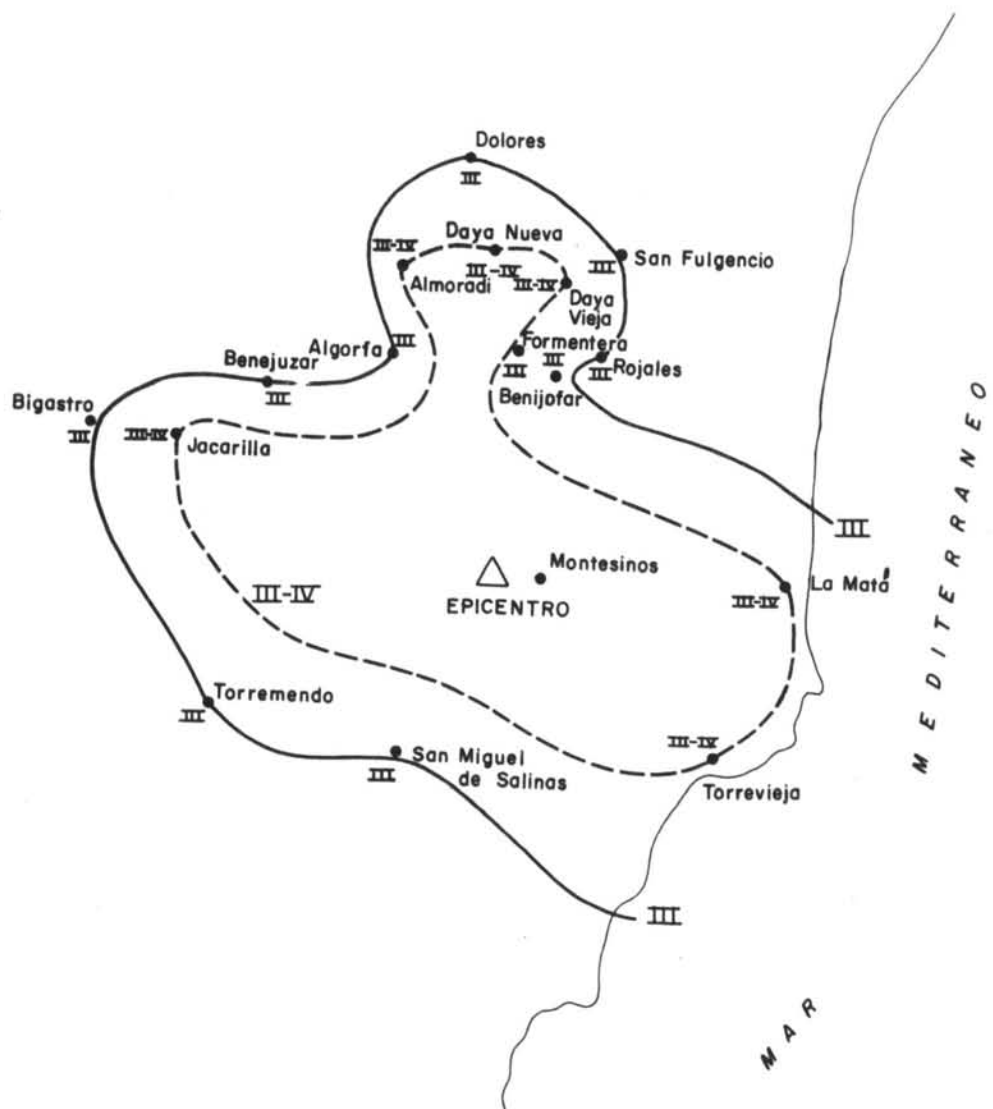 Dolores
III
III-IV
Daya Nueva
III-IV
Almoradi
III-IV
III
San Fulgencio
Daya
Vieja
Algorfa
III
Formentera
III
III
III
Rojales
Benijofar
Benejuzar
III
Bigastro
III
III-IV
Jacarilla
III
Montesinos
EPICENTRO
III-IV
La Mata
III-IV
Torremendo
III
III-IV
Torrevieja
San Miguel
de Salinas
III
III
MAR
MEDITERRANEO